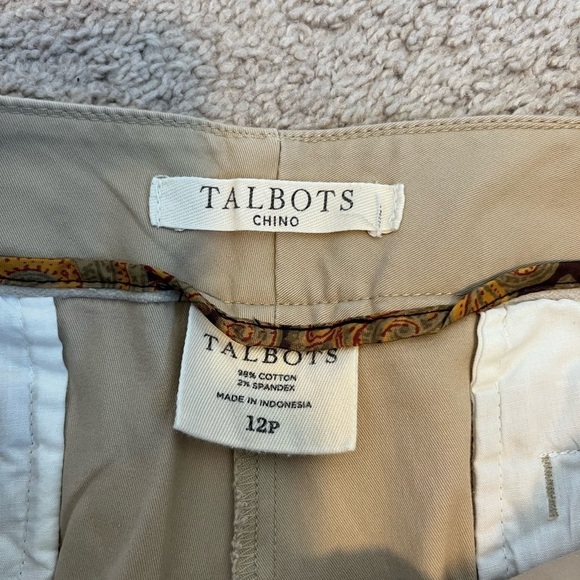 TALBOTS
CHINO
TALBOTS
98% COTTON
2% SPANDEX
MADE IN INDONESIA
12P